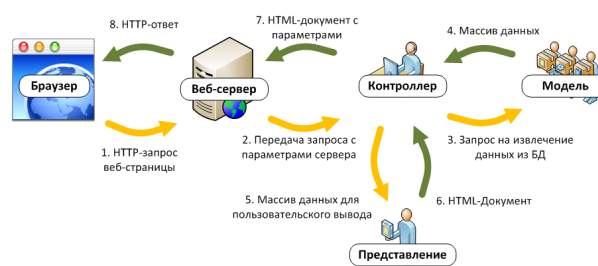 8. HTTP-ответ
7. HTML-документ с
параметрами
4. Массив данных
Браузер
Веб-сервер
Контроллер
Модель
1. HTTP-запрос
веб-страницы
2. Передача запроса с
параметрами сервера
3. Запрос на извлечение
данных из БД
5. Массив данных для
пользовательского вывода
6. HTML-Документ
Представление